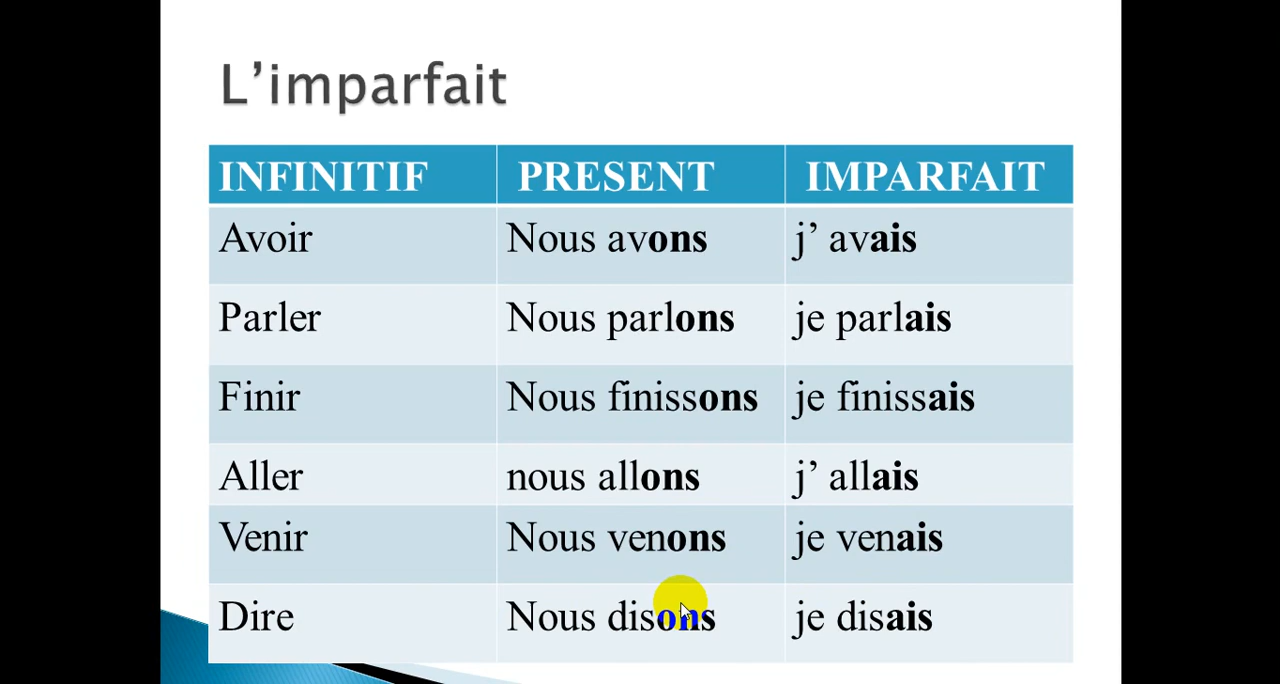 L’imparfait
INFINITIF PRESENT IMPARFAIT
Avoir Nous avons j’ avais
Parler Nous parlons je parlais
Finir Nous finissons je finissais
Aller nous allons j’ allais
Venir Nous venons je venais
Dire Nous disons je disais